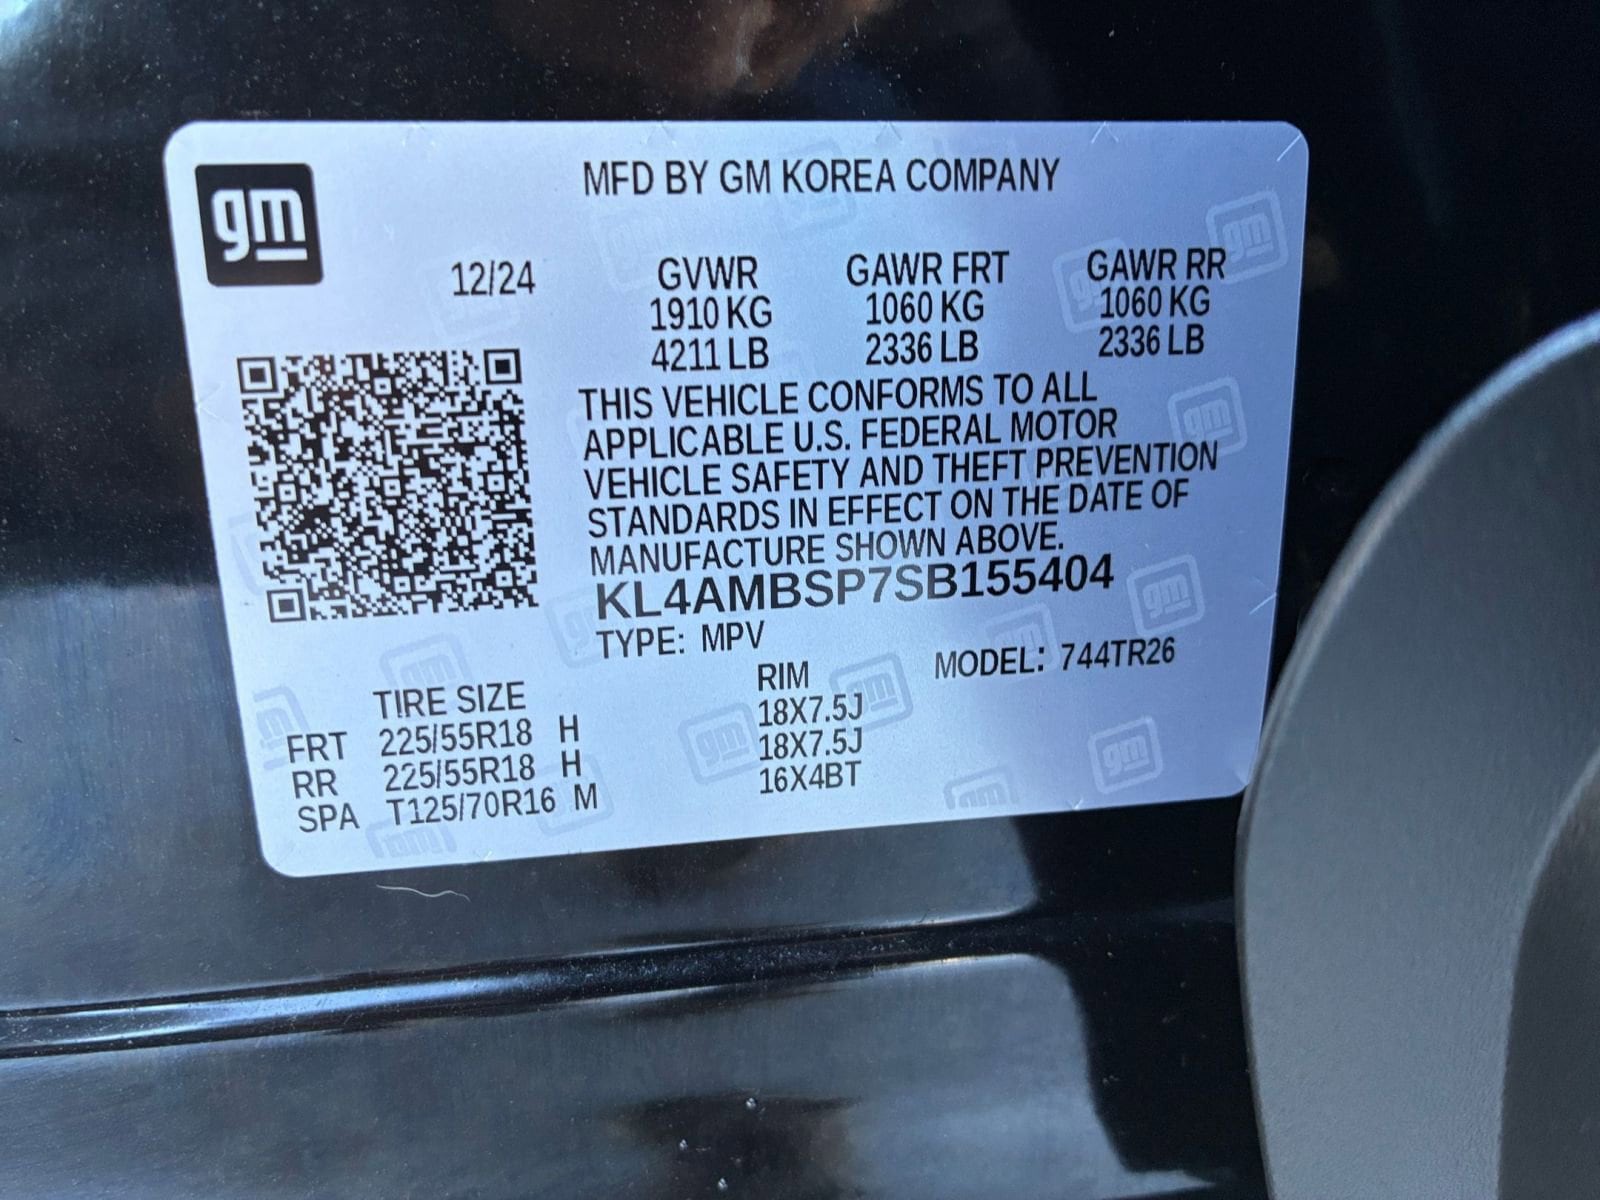 gm
MFD BY GM KOREA COMPANY
12/24 GVWR GAWR FRT GAWR RR
1910 KG 1060 KG 1060 KG
4211 LB 2336 LB 2336 LB
THIS VEHICLE CONFORMS TO ALL
APPLICABLE U.S. FEDERAL MOTOR
VEHICLE SAFETY AND THEFT PREVENTION
STANDARDS IN EFFECT ON THE DATE OF
MANUFACTURE SHOWN ABOVE.
KL4AMBSP7SB155404
TYPE: MPV MODEL: 744TR26
TIRE SIZE RIM
FRT 225/55R18 H 18X7.5J
RR 225/55R18 H 18X7.5J
SPA T125/70R16 M 16X4BT